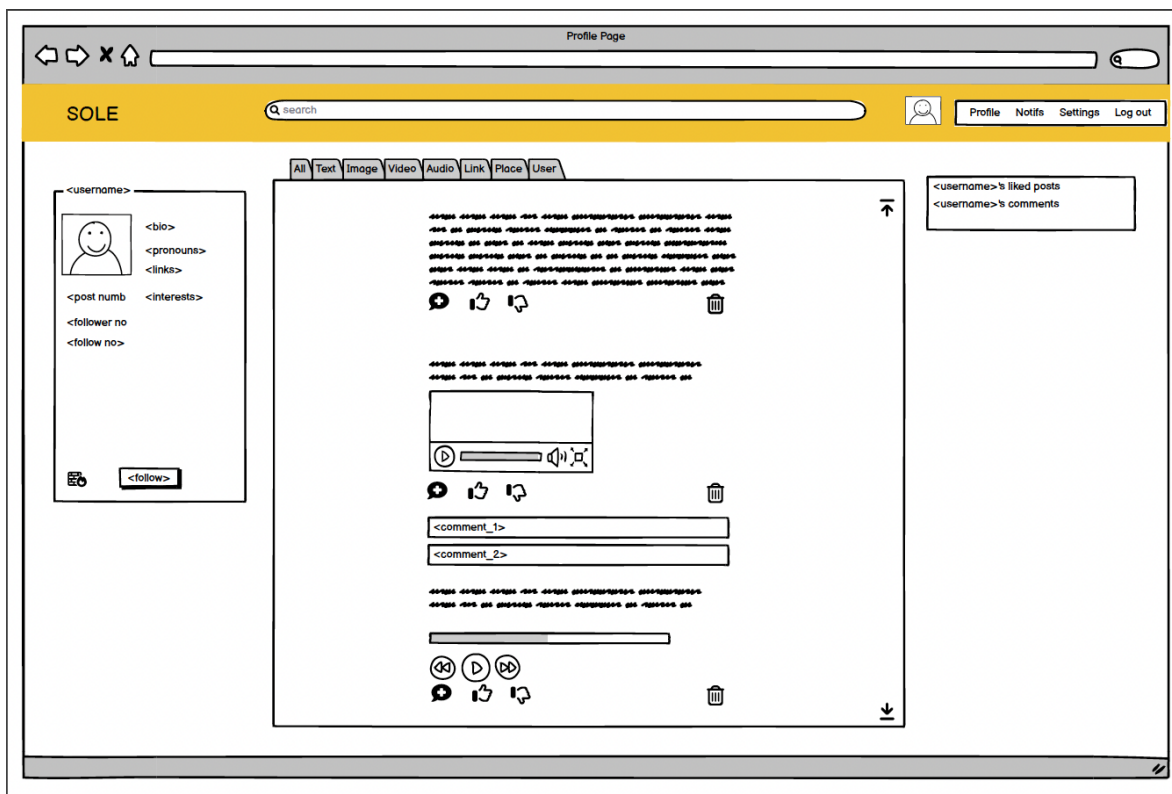 Profile Page
SOLE
search
Profile Notifs Settings Log out
All Text Image Video Audio Link Place User
<username>
<bio>
<pronouns>
<links>
<post numb <interests>
<follower no
<follow no>
<follow>
<comment_1>
<comment_2>
<username>'s liked posts
<username>'s comments